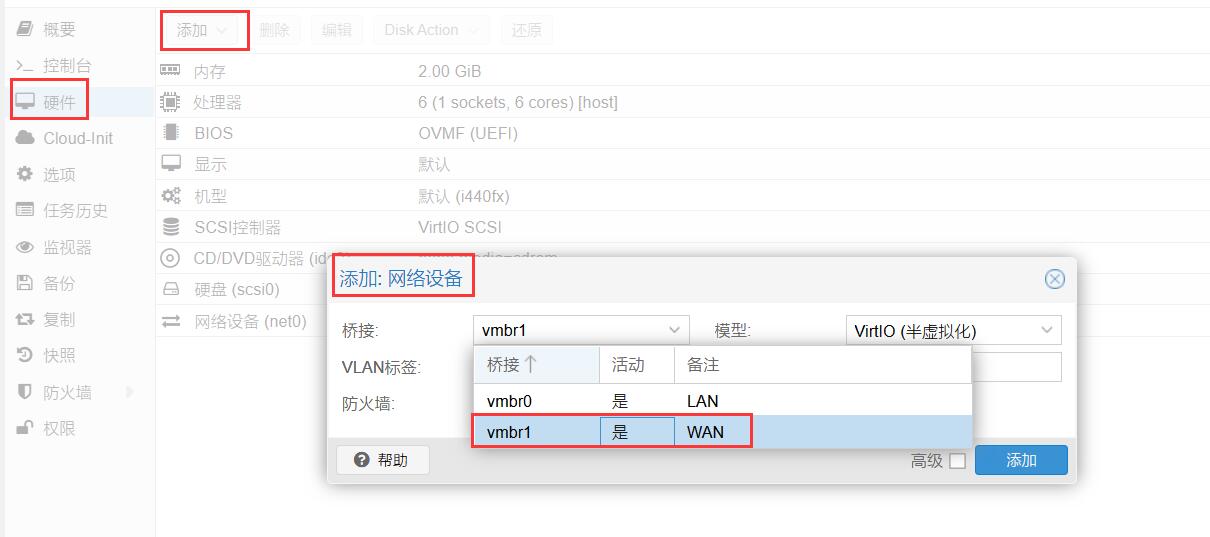 概要
控制台
硬件
Cloud-Init
选项
任务历史
监视器
备份
复制
快照
防火墙
权限
添加 删除 编辑 Disk Action 还原
内存 2.00 GiB
处理器 6 (1 sockets, 6 cores) [host]
BIOS OVMF (UEFI)
显示 默认
机型 默认 (i440fx)
SCSI控制器 VirtIO SCSI
CD/DVD驱动器
硬盘 (scsi0)
网络设备 (net0)
添加: 网络设备
桥接: vmbr1 模型: VirtIO (半虚拟化)
VLAN标签:
防火墙:
桥接 活动 备注
vmbr0 是 LAN
vmbr1 是 WAN
帮助 高级 添加